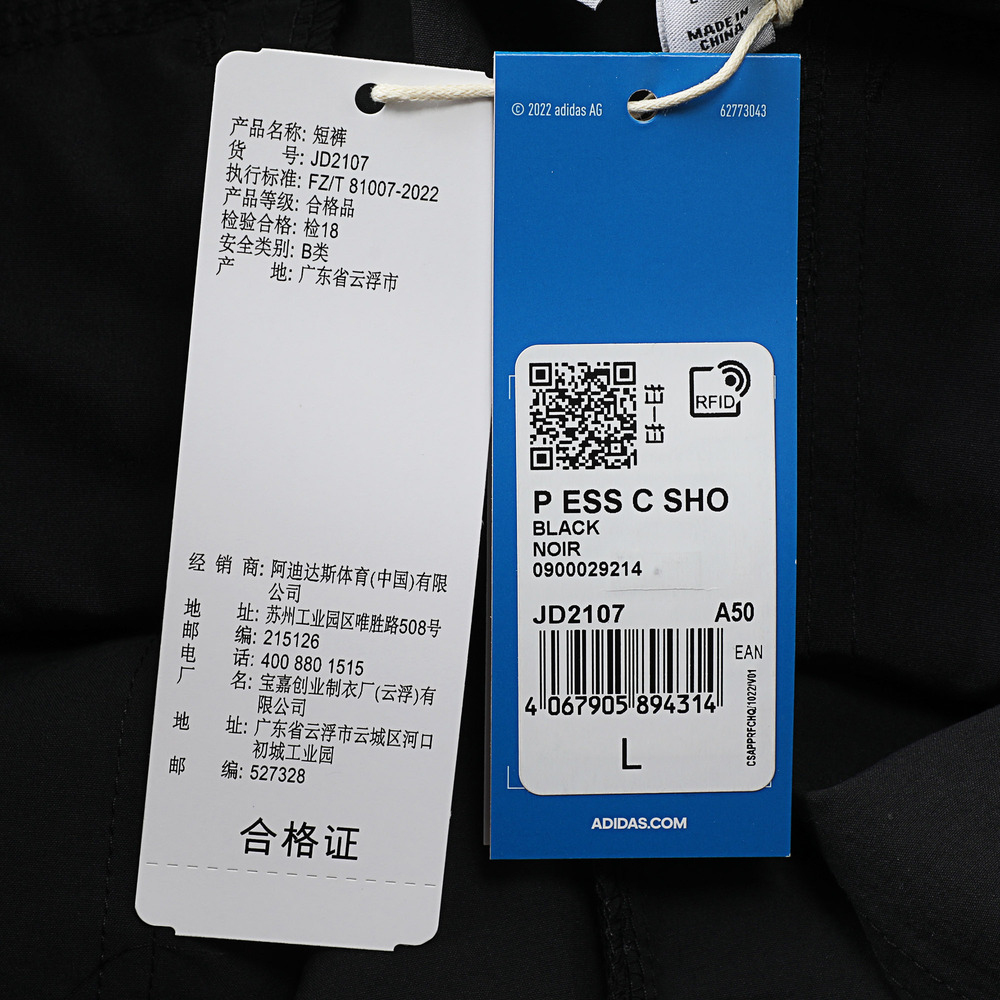 产品名称: 短裤
货 号: JD2107
执行标准: FZ/T 81007-2022
产品等级: 合格品
检验合格: 检18
安全类别: B类
产 地: 广东省云浮市
经 销 商: 阿迪达斯体育(中国)有限
公司
地 址: 苏州工业园区唯胜路508号
邮 编: 215126
电 话: 400 880 1515
厂 名: 宝嘉创业制衣厂(云浮)有
限公司
地 址: 广东省云浮市云城区河口
初城工业园
邮 编: 527328
合格证
MADE IN
CHINA
© 2022 adidas AG
62773043
扫一扫
RFID
P ESS C SHO
BLACK
NOIR
0900029214
JD2107 A50
EAN
4 067905 894314
CSAPPRFCHQ/1022/V01
L
ADIDAS.COM